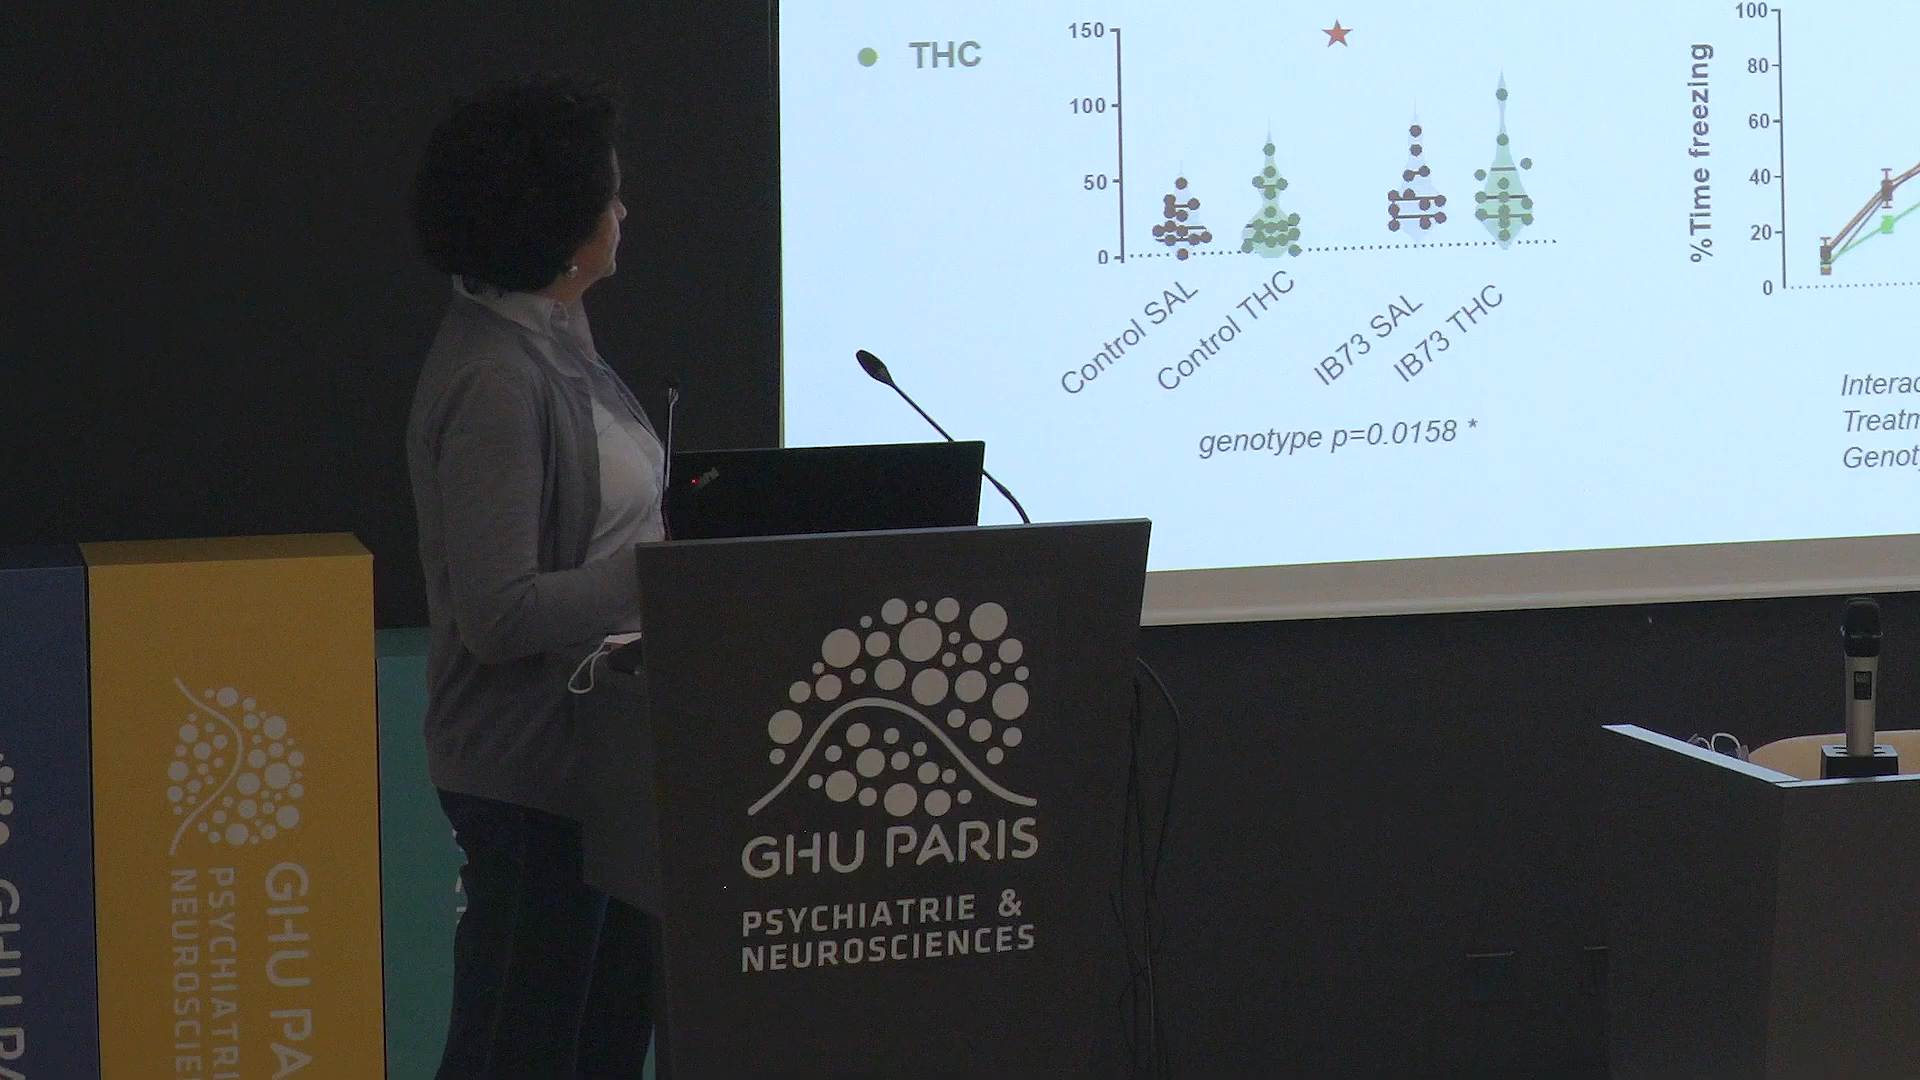 THC
150
100
50
0
Control SAL
Control THC
IB73 SAL
IB73 THC
genotype p=0.0158 *
%Time freezing
100
80
60
40
20
0
GHU PARIS
PSYCHIATRIE &
NEUROSCIENCES
GHU PA
PSYCHIATRI
NEUROSCIE